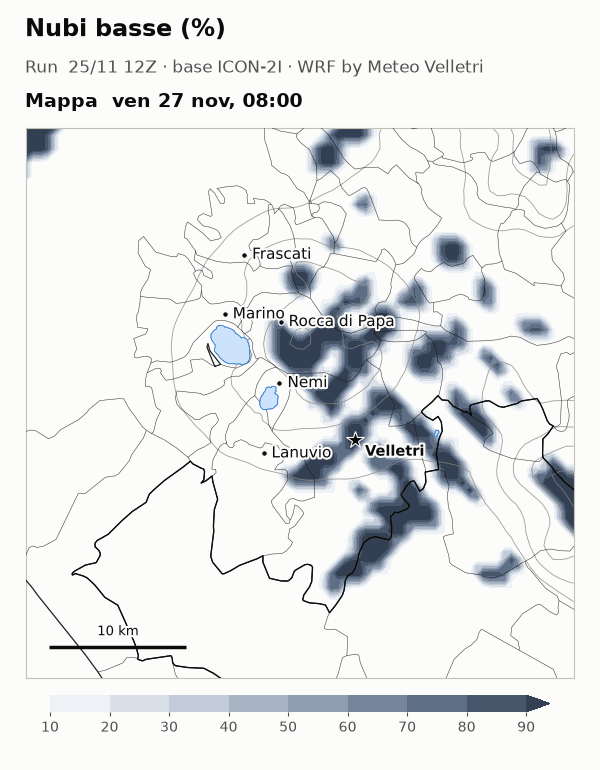 Nubi basse (%)
Run  25/11 12Z · base ICON-2I · WRF by Meteo Velletri
Mappa  ven 27 nov, 08:00
Frascati
Marino
Rocca di Papa
Nemi
Velletri
Lanuvio
10 km
10 20 30 40 50 60 70 80 90